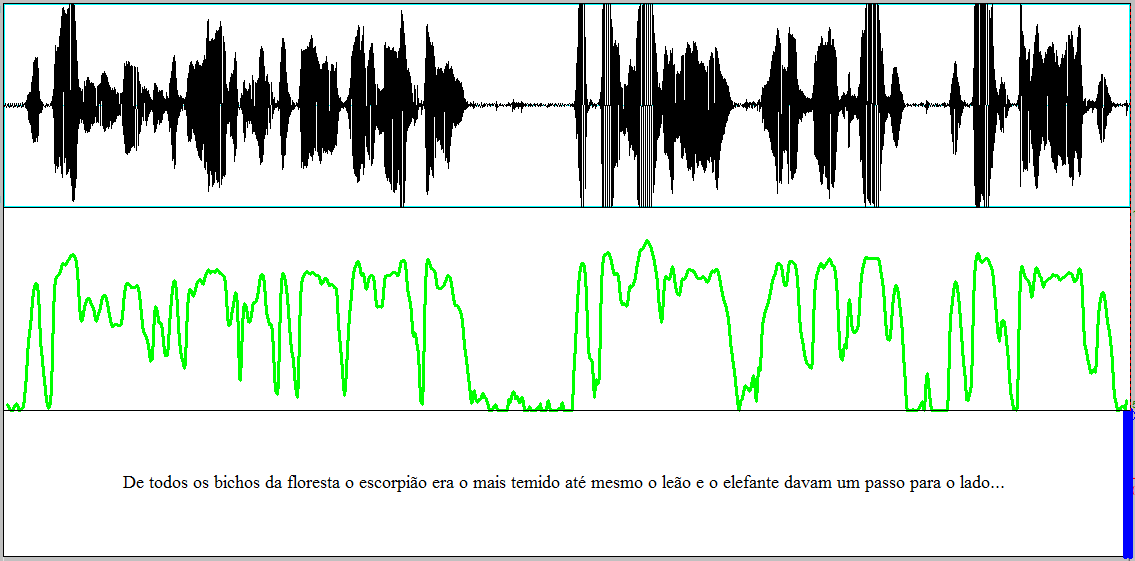 De todos os bichos da floresta o escorpião era o mais temido até mesmo o leão e o elefante davam um passo para o lado...